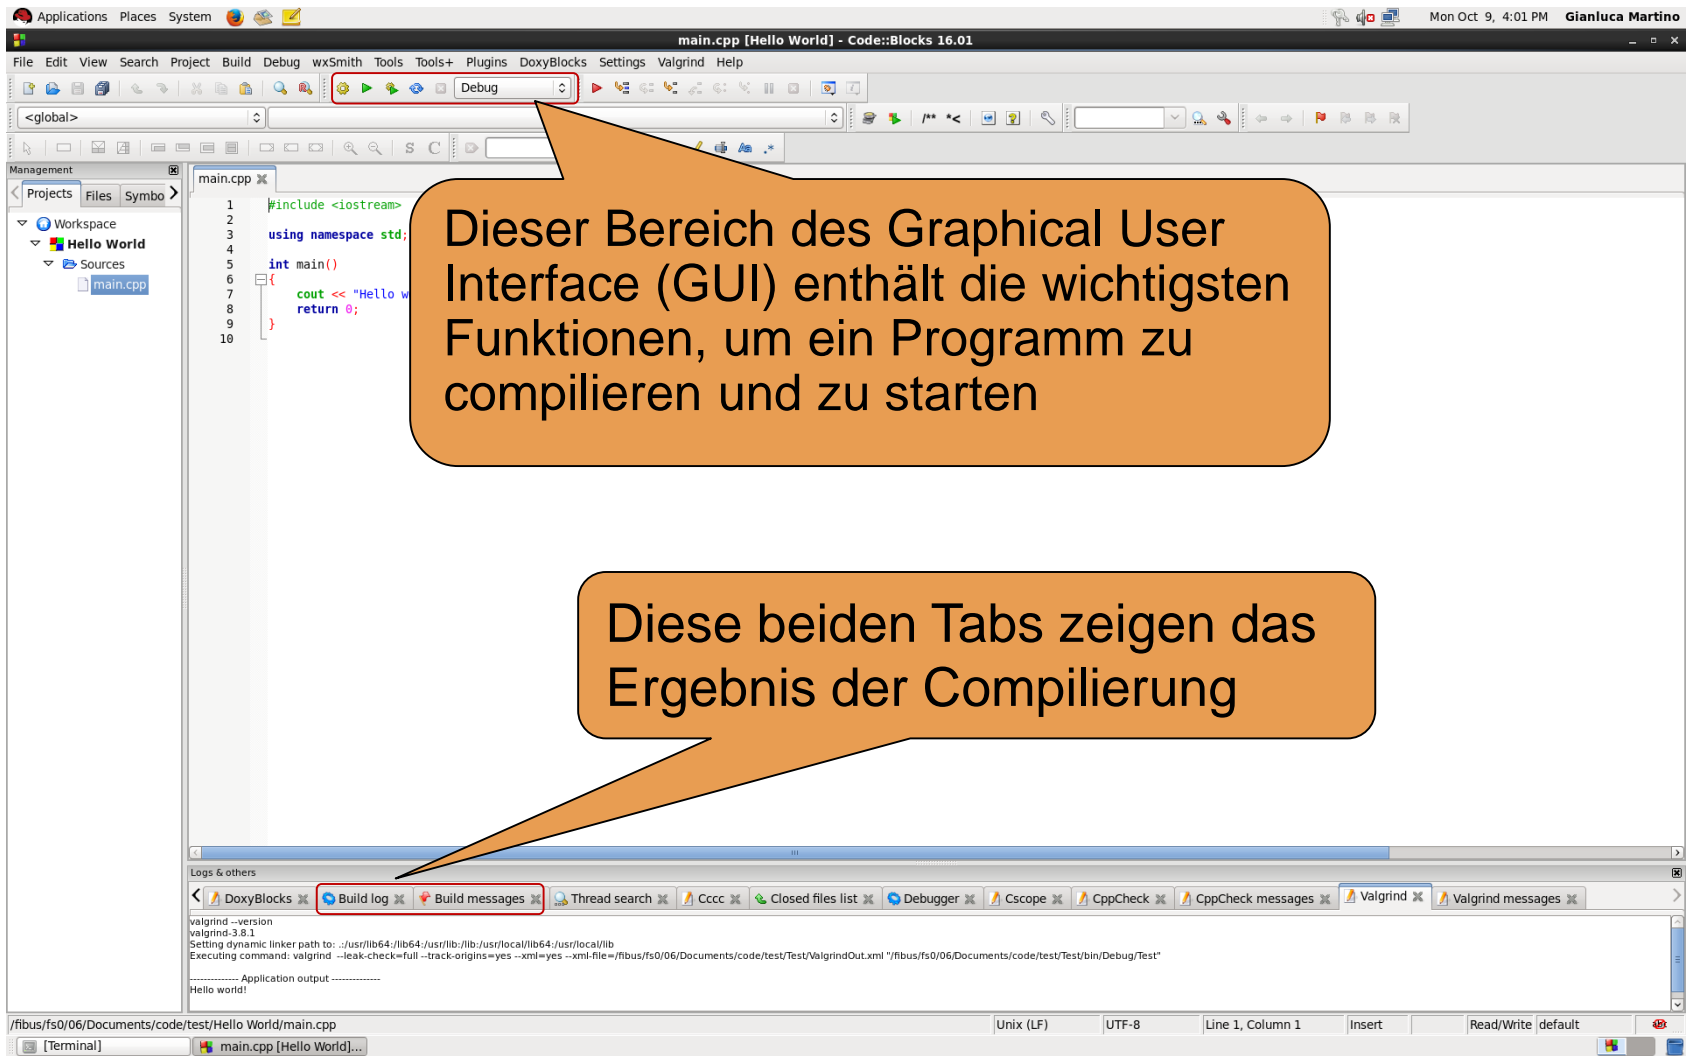 Applications Places System Mon Oct 9, 4:01 PM Gianluca Martino
main.cpp [Hello World] - Code::Blocks 16.01
File Edit View Search Project Build Debug wxSmith Tools Tools+ Plugins DoxyBlocks Settings Valgrind Help
Debug
<global>
/** *<
S C
.*
Management
Projects Files Symbo
main.cpp
Workspace
Hello World
Sources
main.cpp
1 #include <iostream>
2
3 using namespace std;
4
5 int main()
6 {
7 cout << "Hello w
8 return 0;
9 }
10
Dieser Bereich des Graphical User
Interface (GUI) enthält die wichtigsten
Funktionen, um ein Programm zu
compilieren und zu starten
Diese beiden Tabs zeigen das
Ergebnis der Compilierung
Logs & others
DoxyBlocks Build log Build messages Thread search Cccc Closed files list Debugger Cscope CppCheck CppCheck messages Valgrind Valgrind messages
valgrind --version
valgrind-3.8.1
Setting dynamic linker path to: .:/usr/lib64:/lib64:/usr/lib:/lib:/usr/local/lib64:/usr/local/lib
Executing command: valgrind --leak-check=full --track-origins=yes --xml=yes --xml-file=/fibus/fs0/06/Documents/code/test/Test/ValgrindOut.xml "/fibus/fs0/06/Documents/code/test/Test/bin/Debug/Test"
-------------- Application output --------------
Hello world!
/fibus/fs0/06/Documents/code/test/Hello World/main.cpp Unix (LF) UTF-8 Line 1, Column 1 Insert Read/Write default
[Terminal] main.cpp [Hello World]...